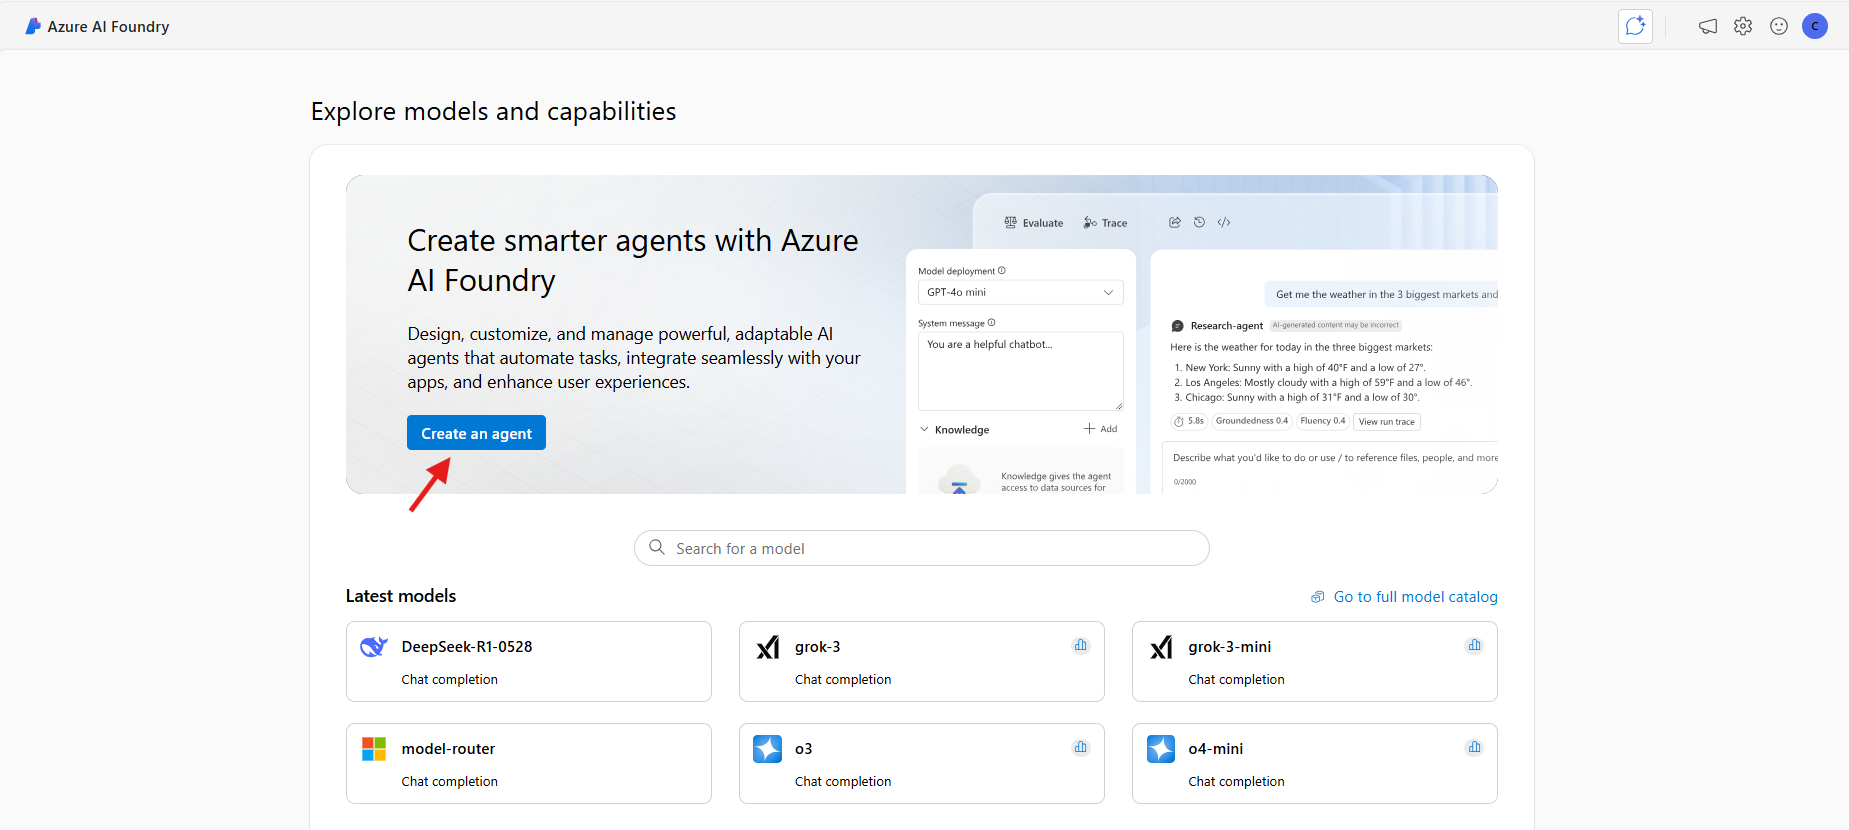 Azure AI Foundry
C
Explore models and capabilities
Create smarter agents with Azure
AI Foundry
Design, customize, and manage powerful, adaptable AI
agents that automate tasks, integrate seamlessly with your
apps, and enhance user experiences.
Create an agent
Evaluate
Trace
Model deployment
GPT-4o mini
System message
You are a helpful chatbot...
Knowledge
Add
Knowledge gives the agent
access to data sources for
Get me the weather in the 3 biggest markets and
Research-agent
AI-generated content may be incorrect
Here is the weather for today in the three biggest markets:
1. New York: Sunny with a high of 40°F and a low of 27°.
2. Los Angeles: Mostly cloudy with a high of 59°F and a low of 46°.
3. Chicago: Sunny with a high of 31°F and a low of 30°.
5.8s
Groundedness 0.4
Fluency 0.4
View run trace
Describe what you'd like to do or use / to reference files, people, and more
0/2000
Search for a model
Latest models
Go to full model catalog
DeepSeek-R1-0528
Chat completion
grok-3
Chat completion
grok-3-mini
Chat completion
model-router
Chat completion
o3
Chat completion
o4-mini
Chat completion